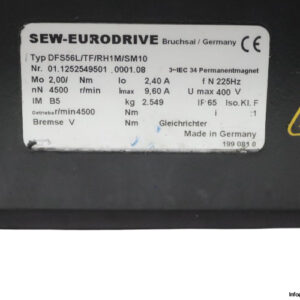 SEW-EURODRIVE Bruchsal / Germany
Typ DFS56L/TF/RH1M/SM10
Nr. 01.1252549501 .0001.08 3~IEC 34 Permanentmagnet
Mo 2,00/ Nm Io 2,40 A f N 225Hz
nN 4500 r/min Imax 9,60 A U max 400 V
IM B5 kg 2.549 IP 65 Iso.Kl. F
Getriebe r/min4500 Nm i :1
Bremse V Nm Gleichrichter
Made in Germany
199 081 0